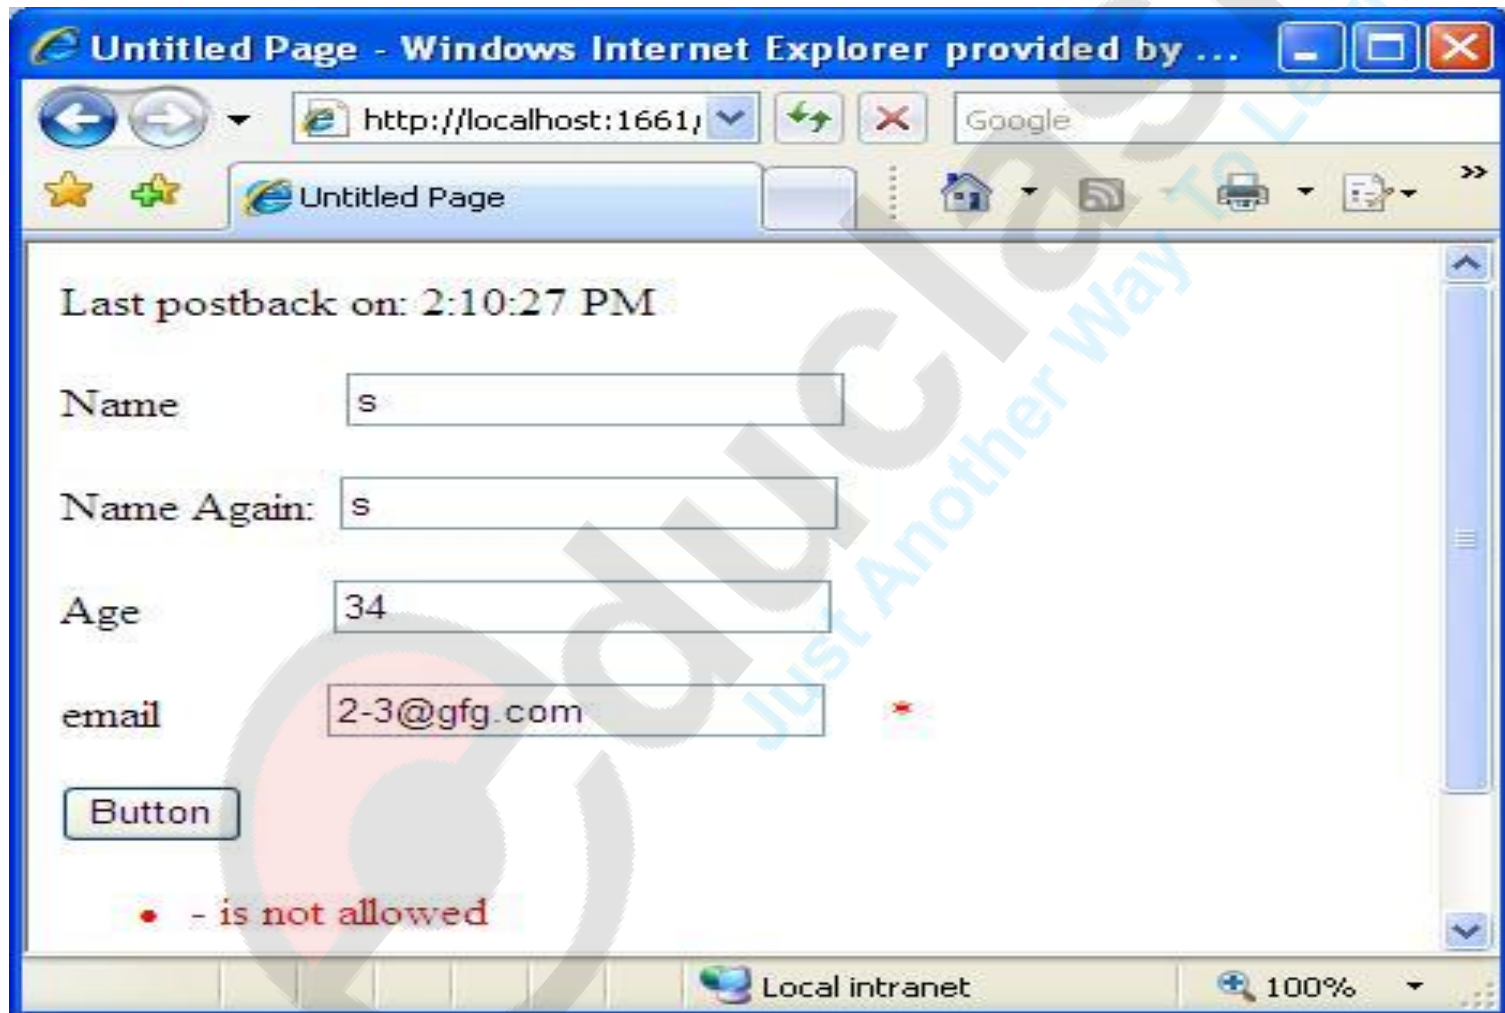 Untitled Page - Windows Internet Explorer provided by ...
http://localhost:1661/
Google
Untitled Page
Last postback on: 2:10:27 PM
Name s
Name Again: s
Age 34
email 2-3@gfg.com *
Button
• - is not allowed
Local intranet 100%
educlash
Just Another Way To